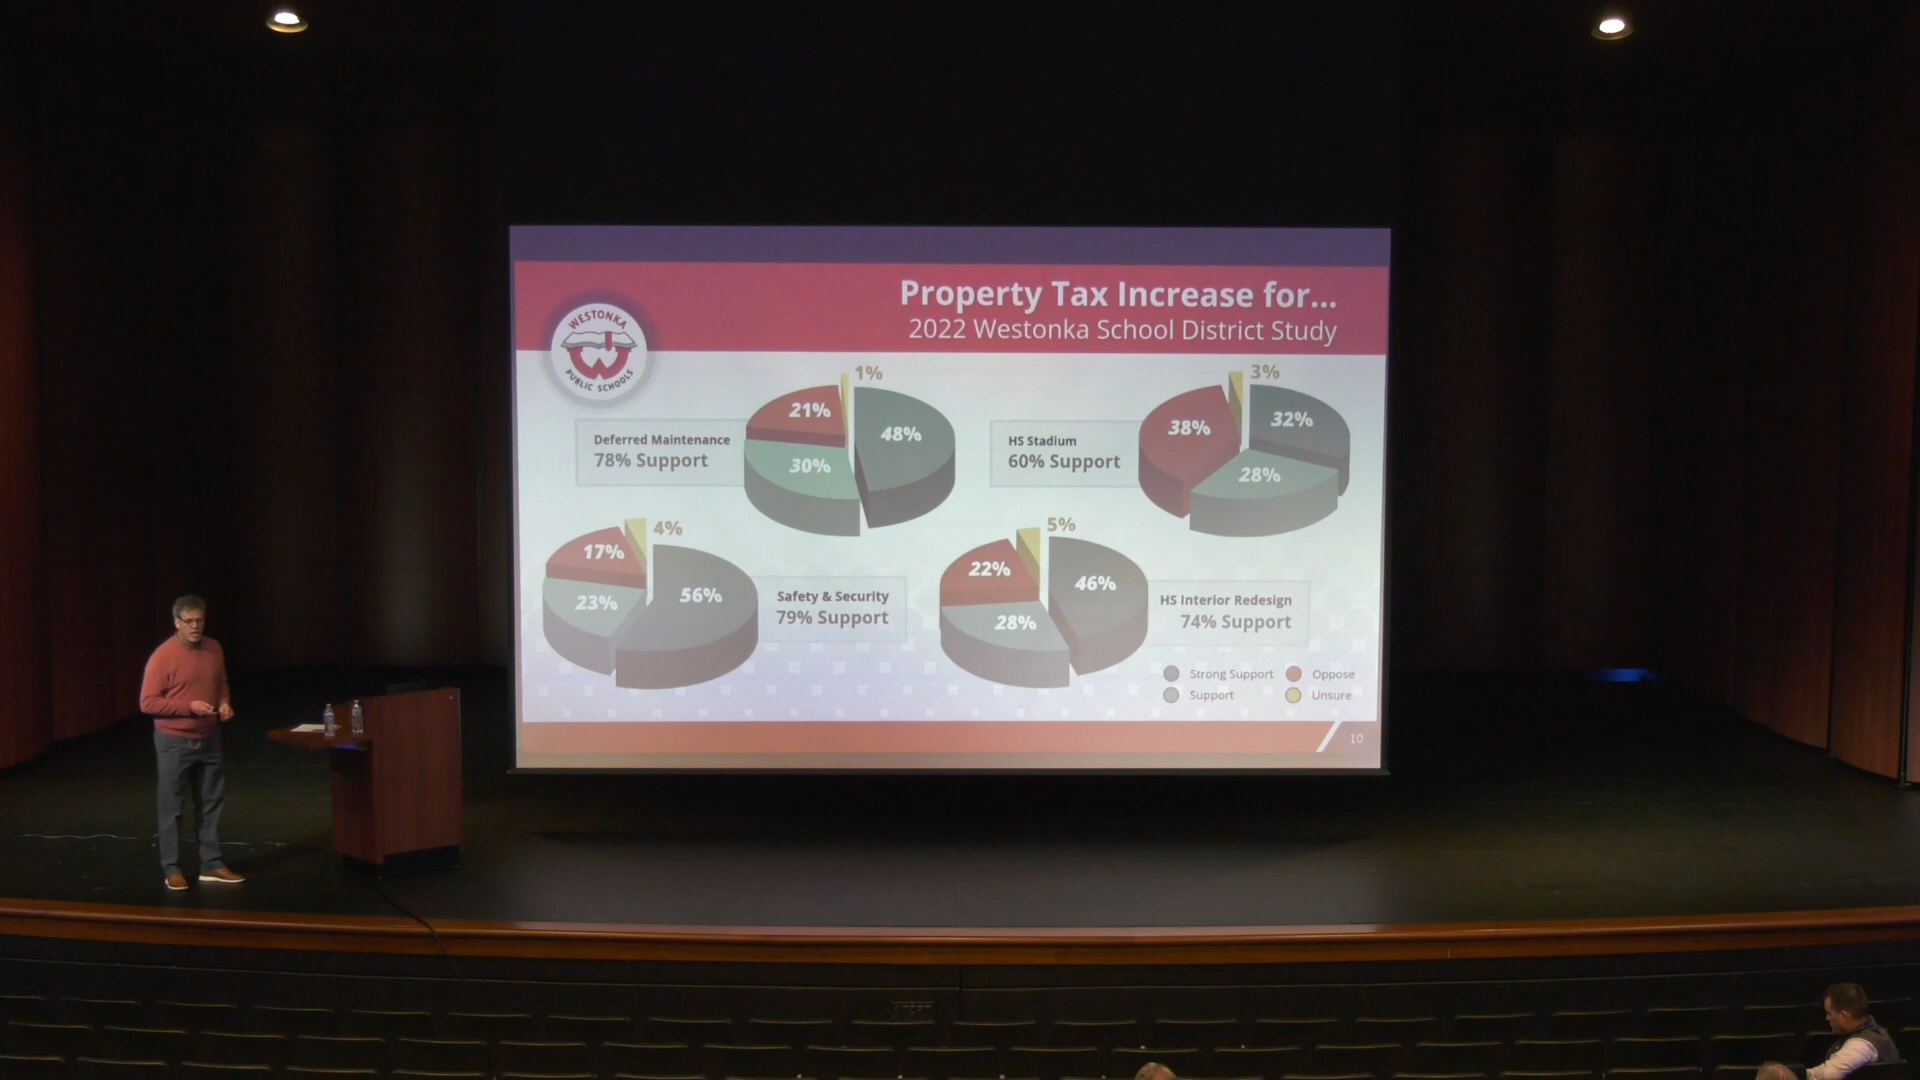 Property Tax Increase for...
2022 Westonka School District Study
WESTONKA
PUBLIC SCHOOLS
Deferred Maintenance
78% Support
1%
21%
48%
30%
HS Stadium
60% Support
3%
38%
32%
28%
4%
17%
56%
23%
Safety & Security
79% Support
5%
22%
46%
28%
HS Interior Redesign
74% Support
Strong Support
Oppose
Support
Unsure
10